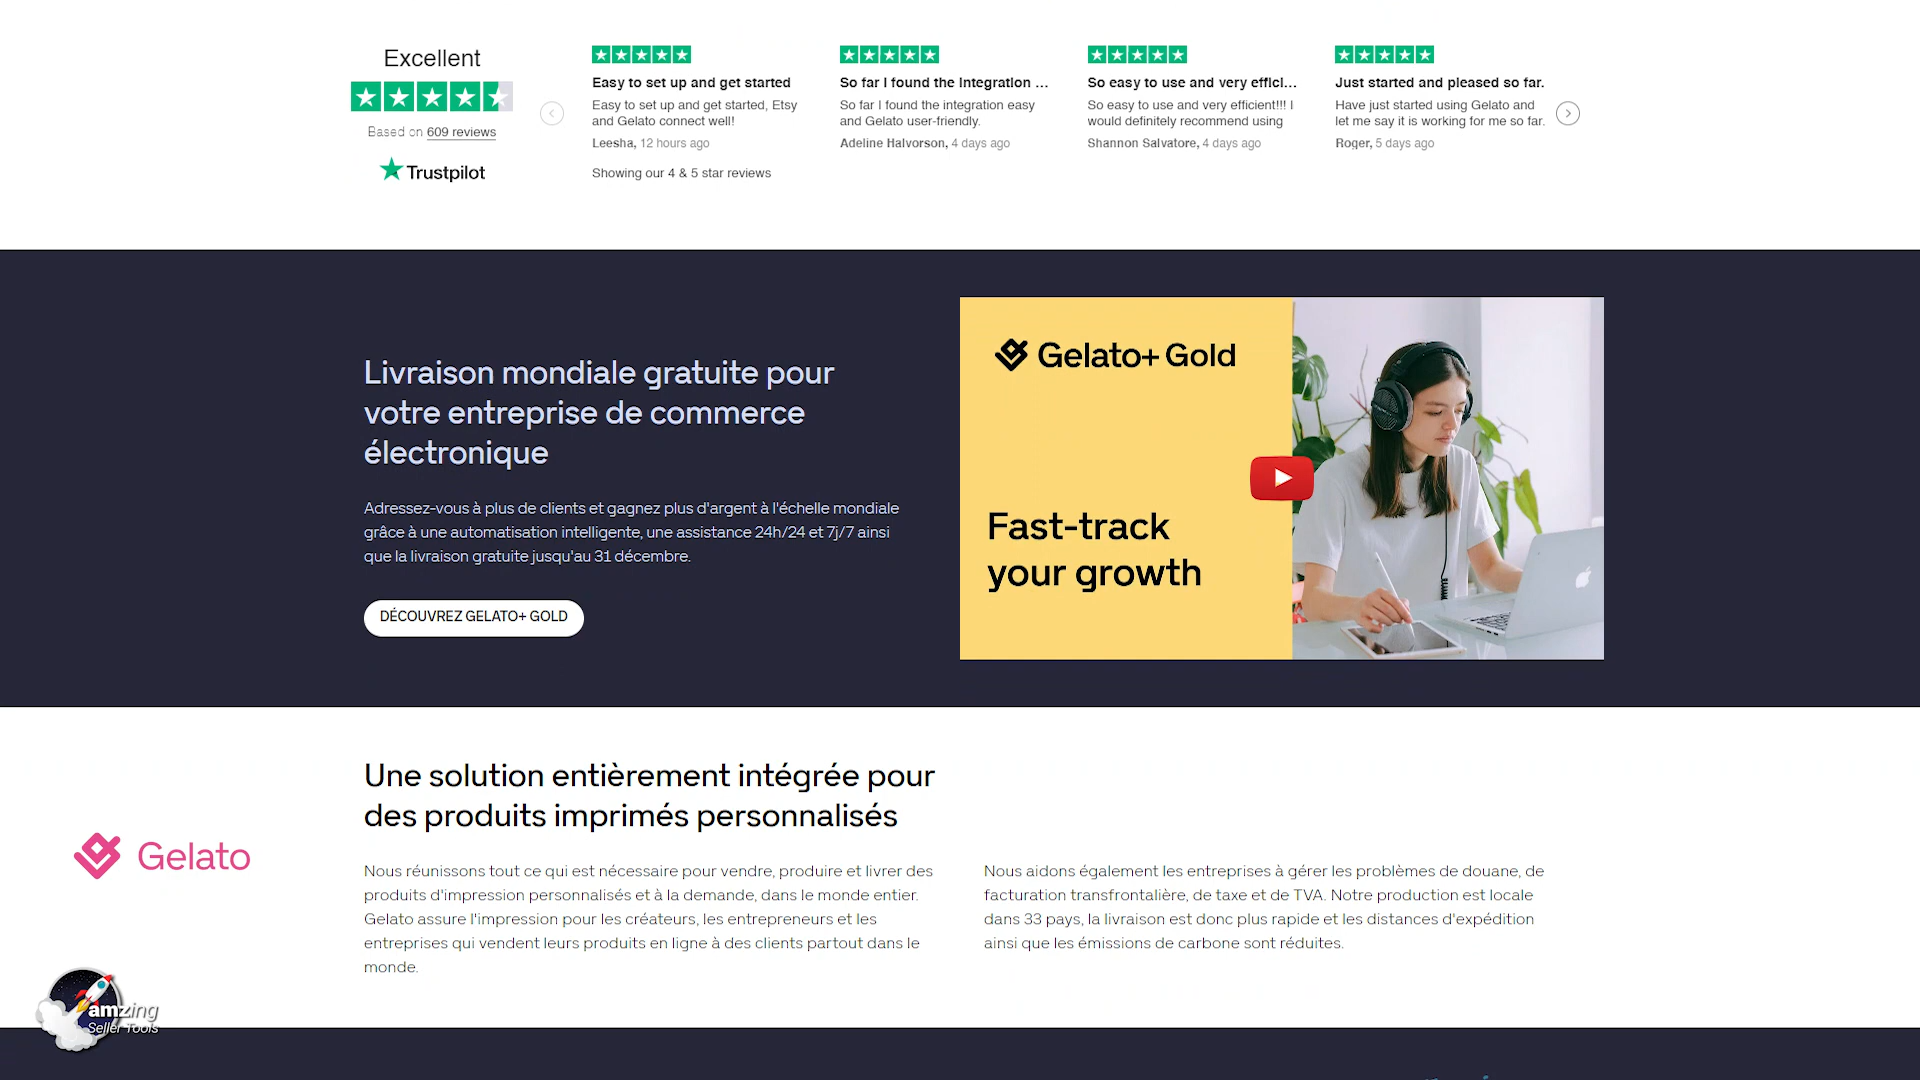 Excellent
Based on 609 reviews
Trustpilot
Easy to set up and get started
Easy to set up and get started, Etsy
and Gelato connect well!
Leesha, 12 hours ago
So far I found the integration ...
So far I found the integration easy
and Gelato user-friendly.
Adeline Halvorson, 4 days ago
So easy to use and very effici...
So easy to use and very efficient!!! I
would definitely recommend using
Shannon Salvatore, 4 days ago
Just started and pleased so far.
Have just started using Gelato and
let me say it is working for me so far.
Roger, 5 days ago
Showing our 4 & 5 star reviews
Livraison mondiale gratuite pour
votre entreprise de commerce
électronique
Adressez-vous à plus de clients et gagnez plus d'argent à l'échelle mondiale
grâce à une automatisation intelligente, une assistance 24h/24 et 7j/7 ainsi
que la livraison gratuite jusqu'au 31 décembre.
DÉCOUVREZ GELATO+ GOLD
Gelato+ Gold
Fast-track
your growth
Une solution entièrement intégrée pour
des produits imprimés personnalisés
Gelato
Nous réunissons tout ce qui est nécessaire pour vendre, produire et livrer des
produits d'impression personnalisés et à la demande, dans le monde entier.
Gelato assure l'impression pour les créateurs, les entrepreneurs et les
entreprises qui vendent leurs produits en ligne à des clients partout dans le
monde.
Nous aidons également les entreprises à gérer les problèmes de douane, de
facturation transfrontalière, de taxe et de TVA. Notre production est locale
dans 33 pays, la livraison est donc plus rapide et les distances d'expédition
ainsi que les émissions de carbone sont réduites.
amzing
Seller Tools